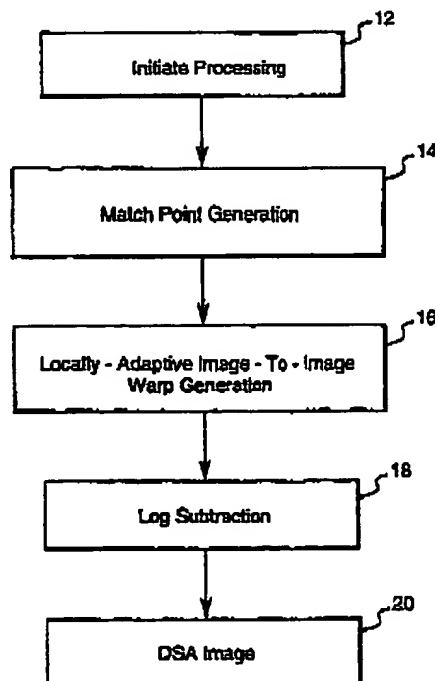 12
Initiate Processing
14
Match Point Generation
16
Locally - Adaptive Image - To - Image
Warp Generation
18
Log Subtraction
20
DSA Image